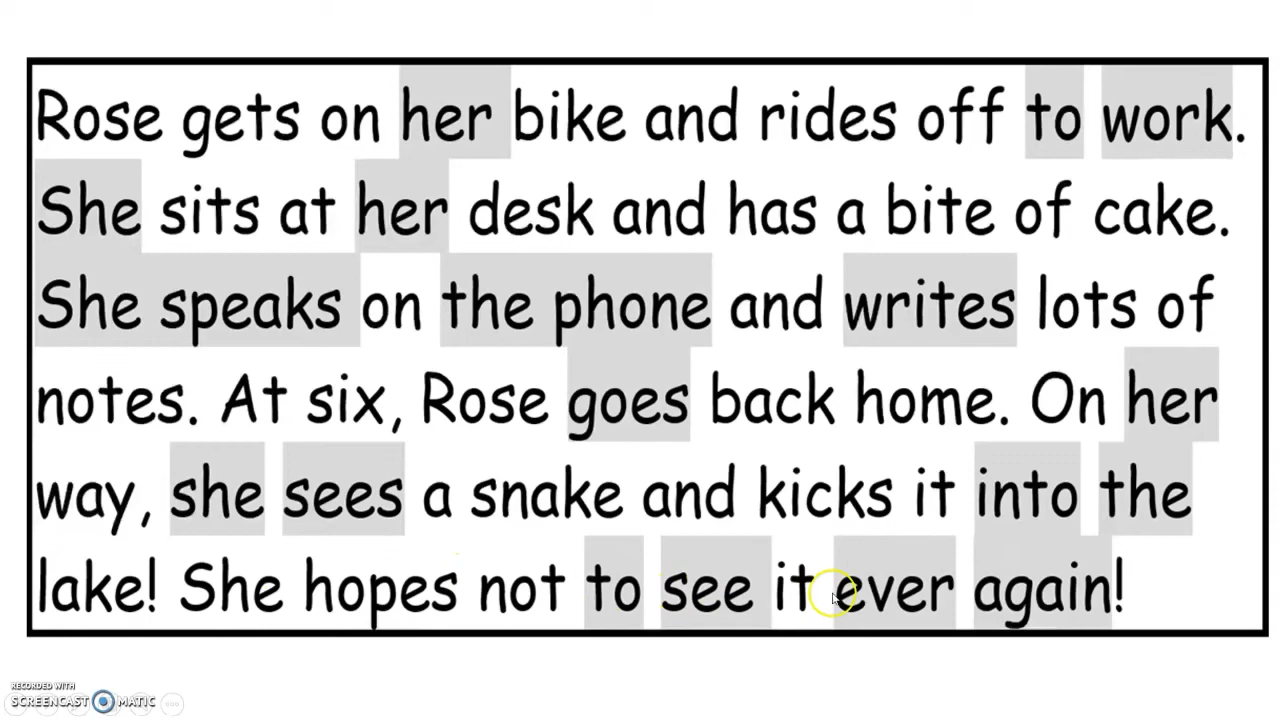 Rose gets on her bike and rides off to work.
She sits at her desk and has a bite of cake.
She speaks on the phone and writes lots of
notes. At six, Rose goes back home. On her
way, she sees a snake and kicks it into the
lake! She hopes not to see it ever again!
RECORDED WITH
SCREENCAST MATIC